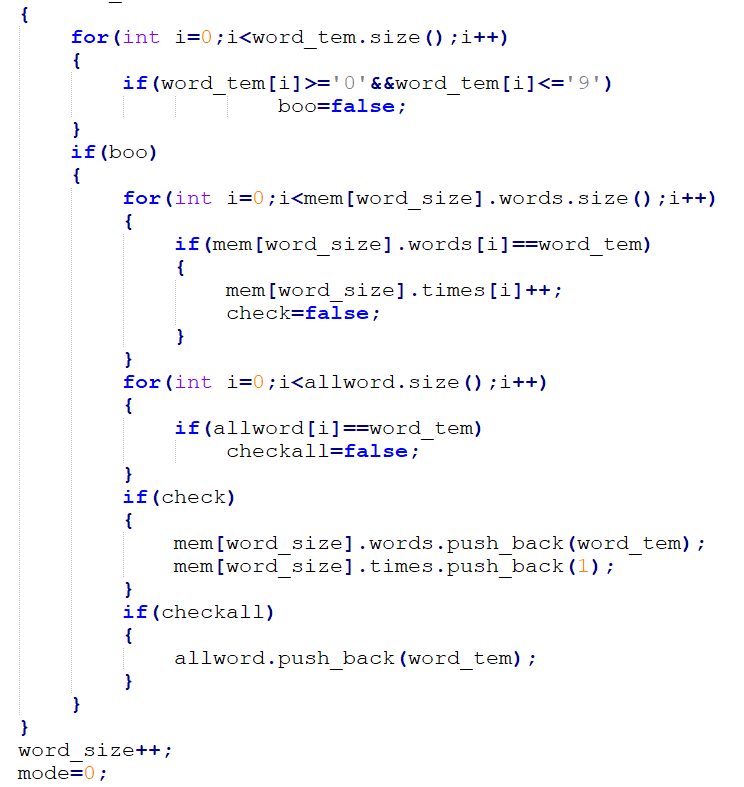 {
for(int i=0;i<word_tem.size();i++)
{
if(word_tem[i]>='0'&&word_tem[i]<='9')
boo=false;
}
if(boo)
{
for(int i=0;i<mem[word_size].words.size();i++)
{
if(mem[word_size].words[i]==word_tem)
{
mem[word_size].times[i]++;
check=false;
}
}
for(int i=0;i<allword.size();i++)
{
if(allword[i]==word_tem)
checkall=false;
}
if(check)
{
mem[word_size].words.push_back(word_tem);
mem[word_size].times.push_back(1);
}
if(checkall)
{
allword.push_back(word_tem);
}
}
}
word_size++;
mode=0;